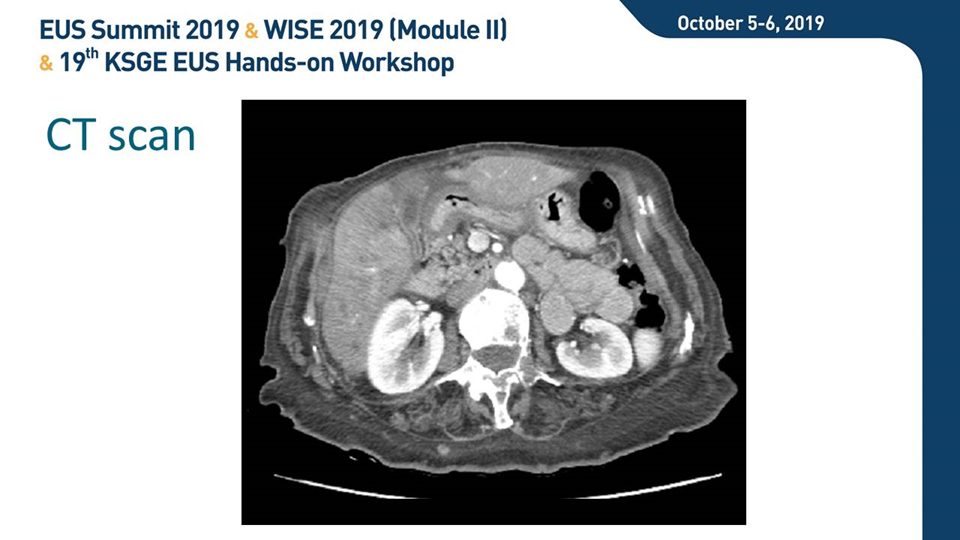 EUS Summit 2019 & WISE 2019 (Module II)
& 19th KSGE EUS Hands-on Workshop
October 5-6, 2019
CT scan